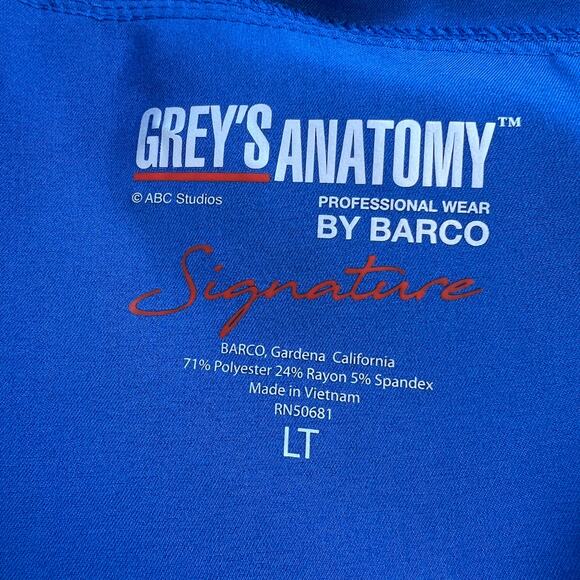 GREY'S ANATOMY™
© ABC Studios
PROFESSIONAL WEAR
BY BARCO
Signature
BARCO, Gardena California
71% Polyester 24% Rayon 5% Spandex
Made in Vietnam
RN50681
LT